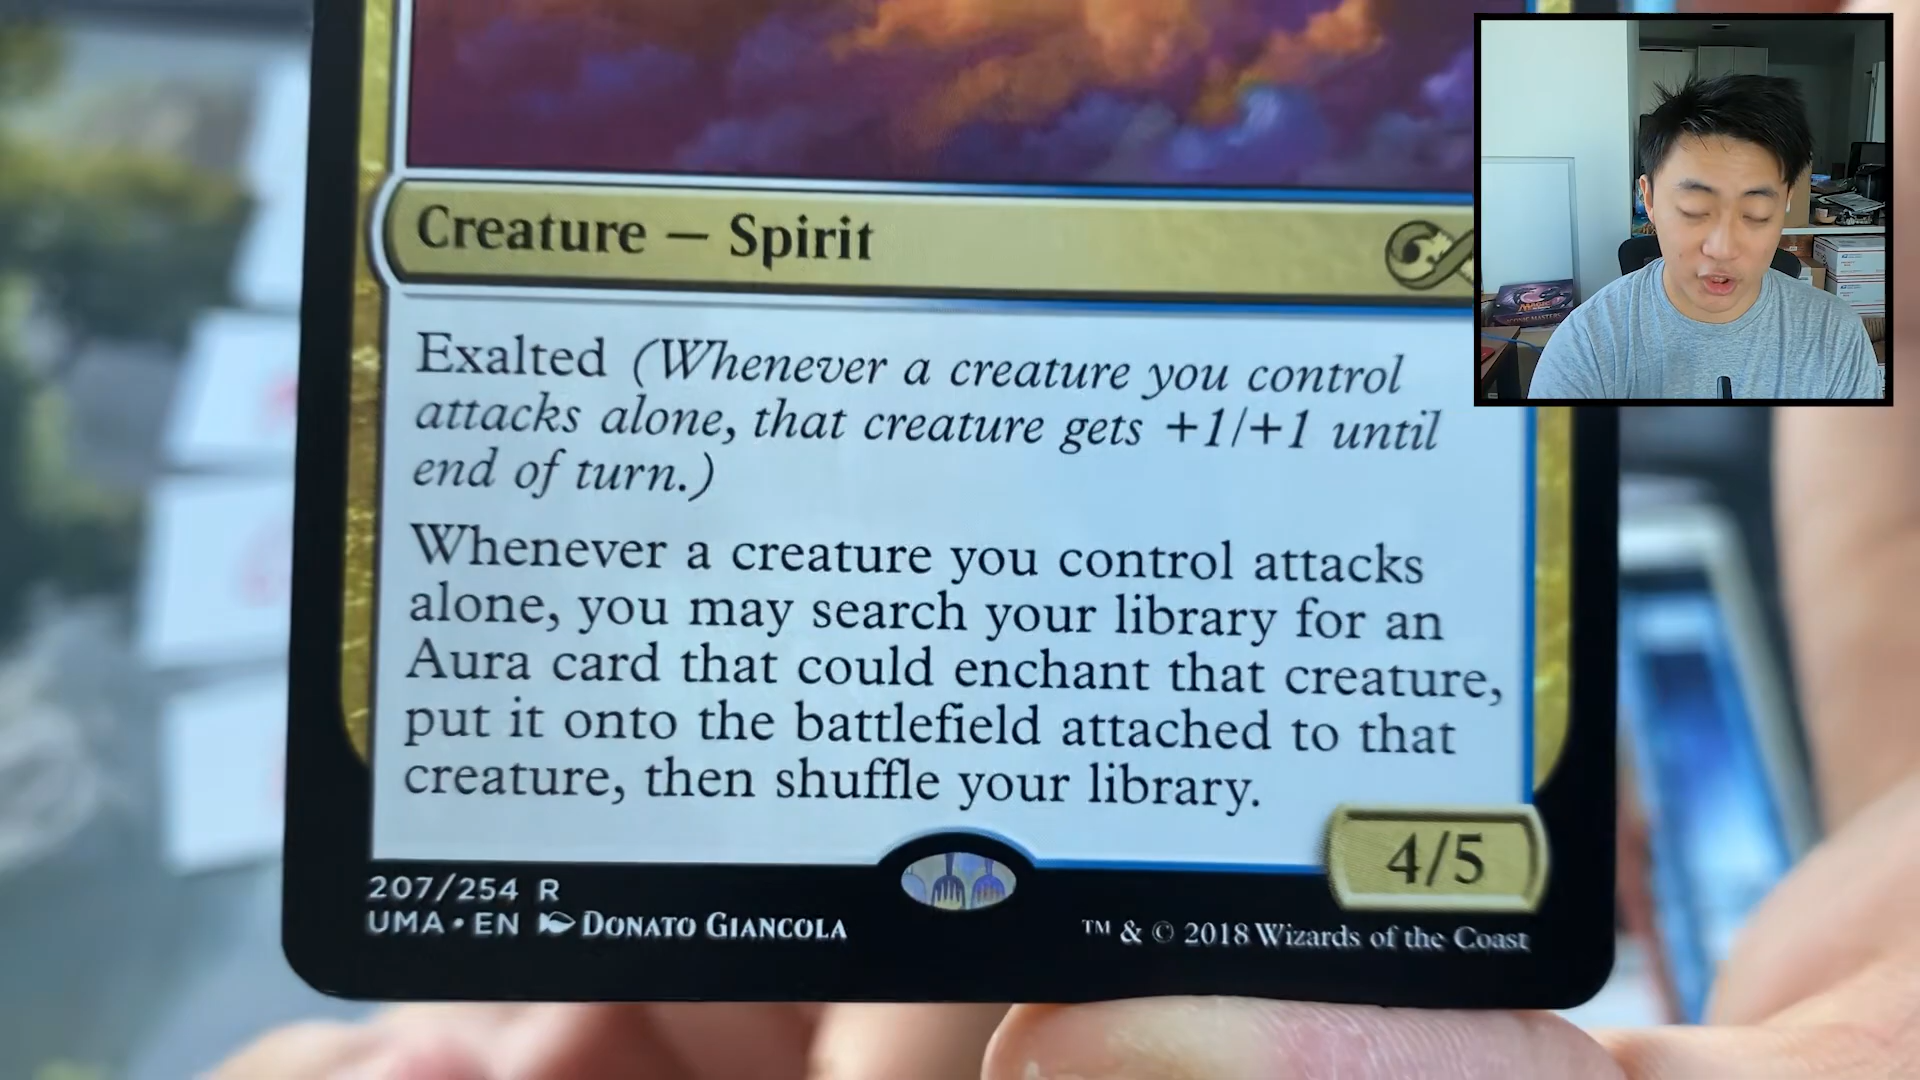 Creature — Spirit
Exalted (Whenever a creature you control
attacks alone, that creature gets +1/+1 until
end of turn.)
Whenever a creature you control attacks
alone, you may search your library for an
Aura card that could enchant that creature,
put it onto the battlefield attached to that
creature, then shuffle your library.
4/5
207/254 R
UMA • EN DONATO GIANCOLA
™ & © 2018 Wizards of the Coast
MAGIC
ICONIC MASTERS